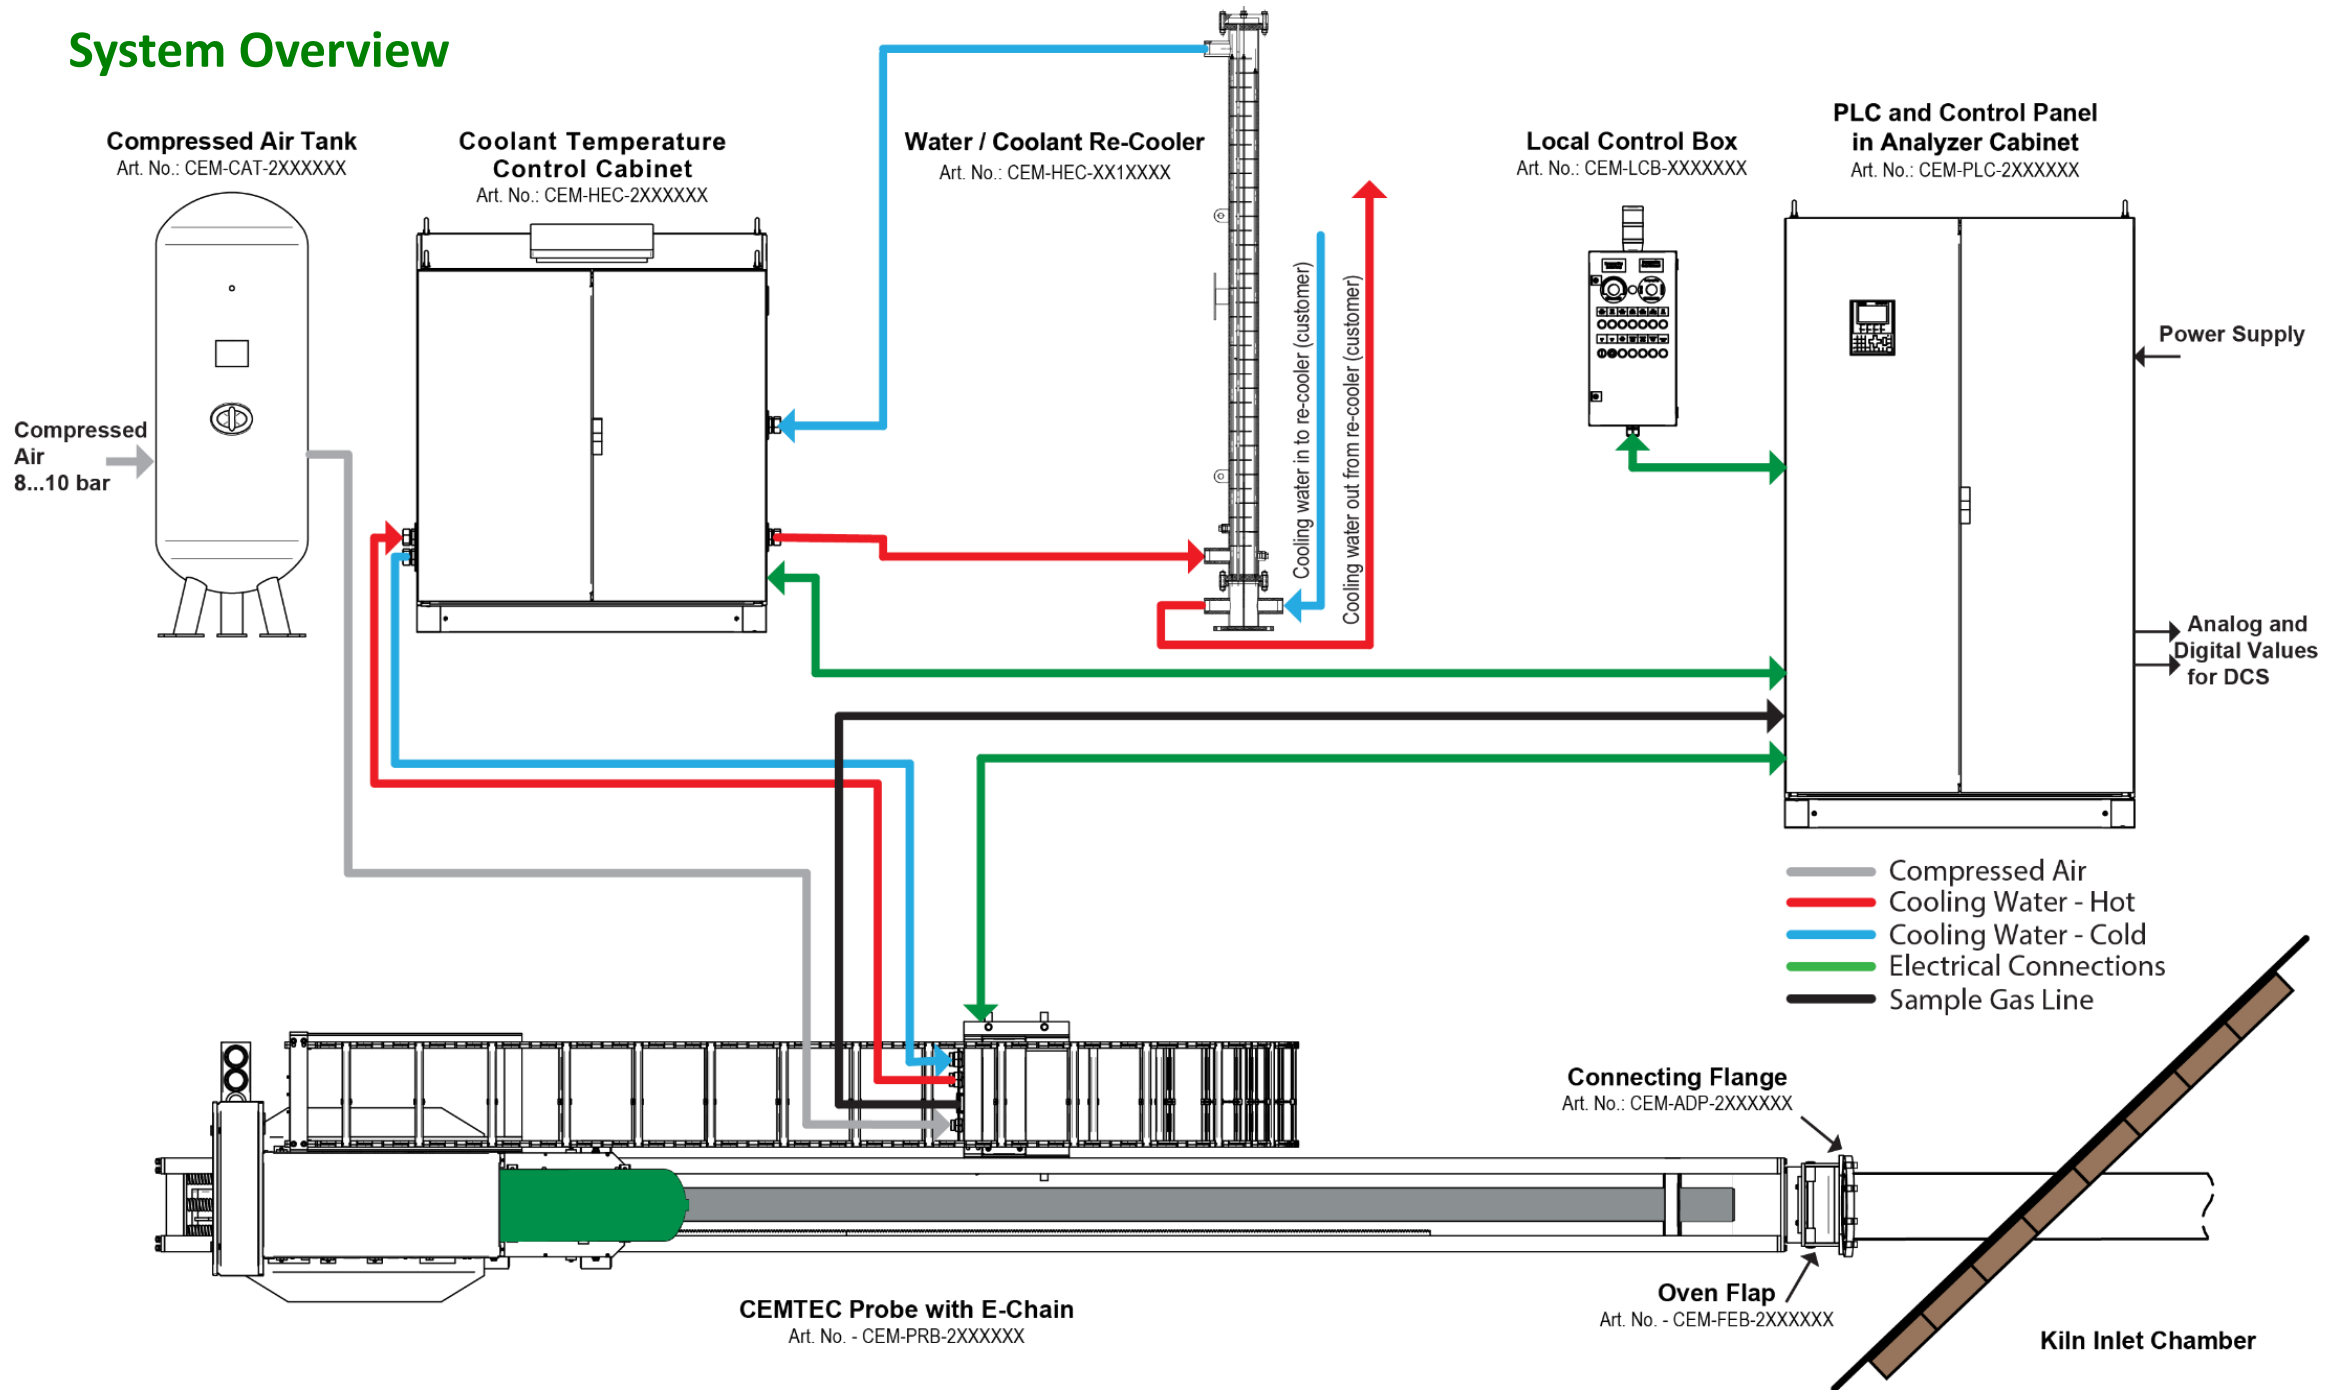 System Overview
Compressed Air Tank
Art. No.: CEM-CAT-2XXXXXX
Coolant Temperature
Control Cabinet
Art. No.: CEM-HEC-2XXXXXX
Water / Coolant Re-Cooler
Art. No.: CEM-HEC-XX1XXXX
Local Control Box
Art. No.: CEM-LCB-XXXXXXX
PLC and Control Panel
in Analyzer Cabinet
Art. No.: CEM-PLC-2XXXXXX
Cooling water in to re-cooler (customer)
Cooling water out from re-cooler (customer)
Power Supply
Compressed
Air
8...10 bar
Analog and
Digital Values
for DCS
Compressed Air
Cooling Water - Hot
Cooling Water - Cold
Electrical Connections
Sample Gas Line
Connecting Flange
Art. No.: CEM-ADP-2XXXXXX
Oven Flap
Art. No. - CEM-FEB-2XXXXXX
CEMTEC Probe with E-Chain
Art. No. - CEM-PRB-2XXXXXX
Kiln Inlet Chamber